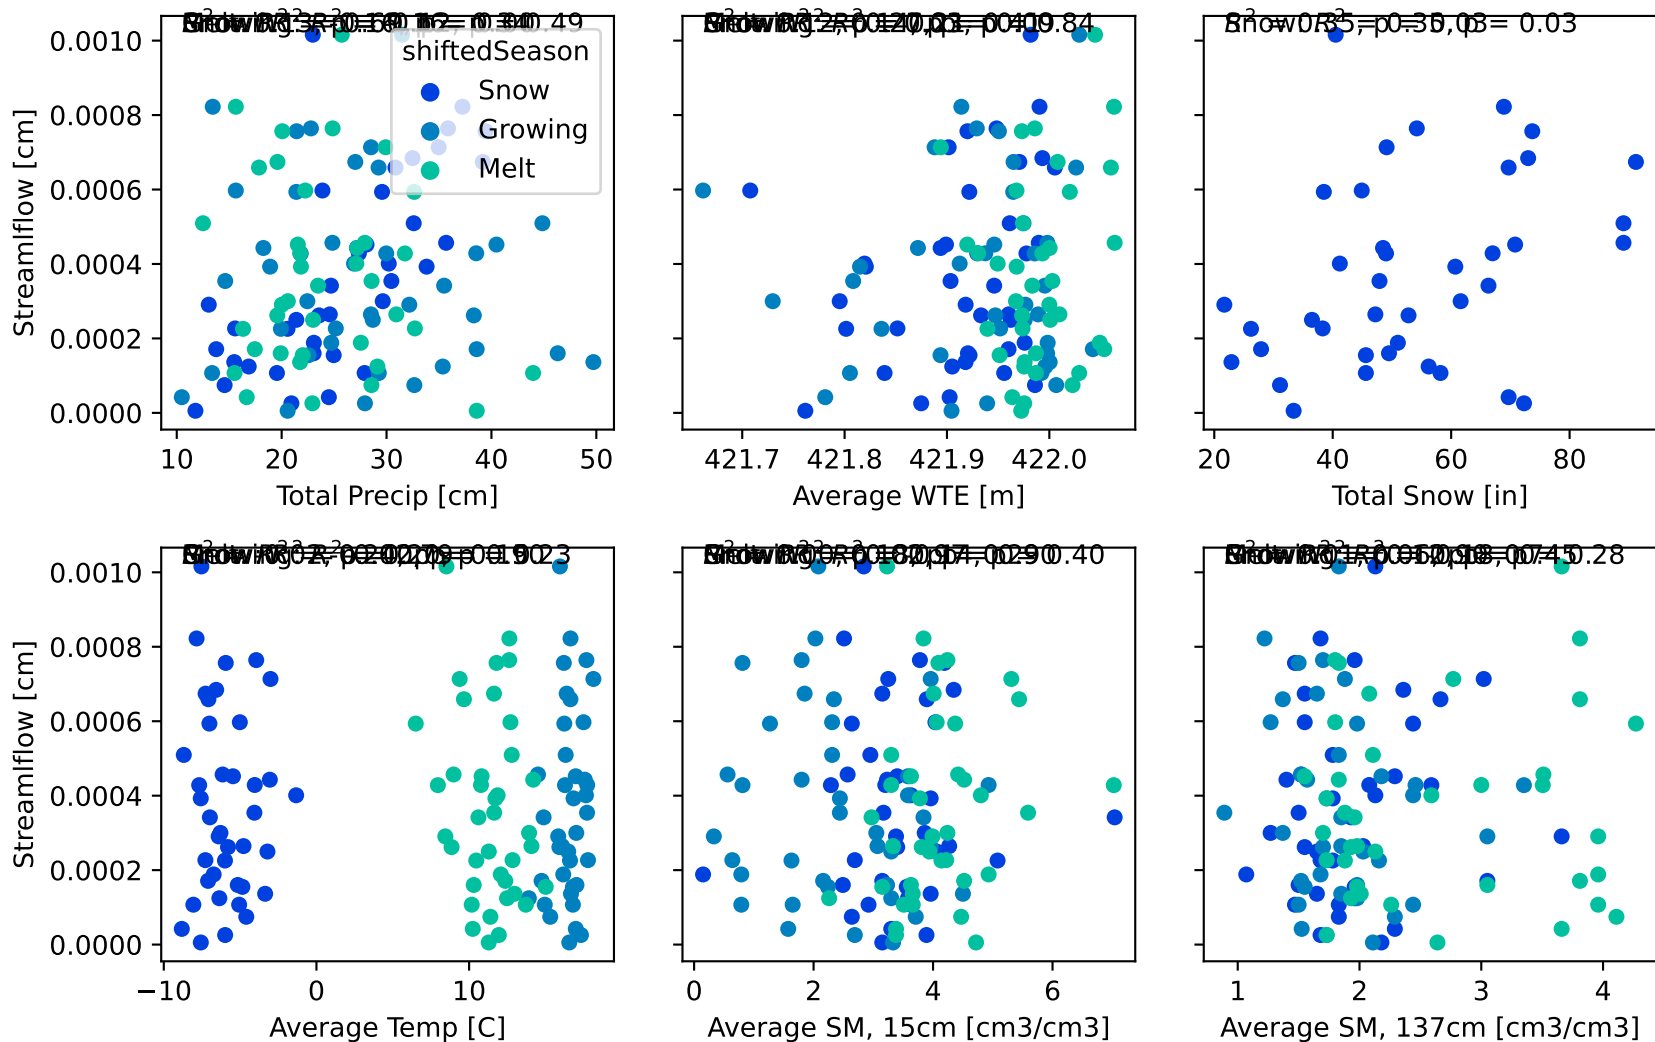 0.0010
0.0008
0.0006
0.0004
0.0002
0.0000
Streamlflow [cm]
shiftedSeason
Snow
Growing
Melt
10 20 30 40 50
Total Precip [cm]
421.7 421.8 421.9 422.0
Average WTE [m]
20 40 60 80
Total Snow [in]
0.0010
0.0008
0.0006
0.0004
0.0002
0.0000
Streamlflow [cm]
−10 0 10
Average Temp [C]
0 2 4 6
Average SM, 15cm [cm3/cm3]
1 2 3 4
Average SM, 137cm [cm3/cm3]